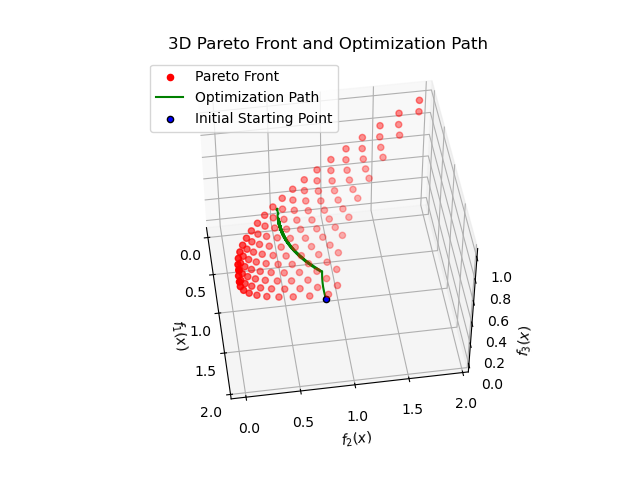 3D Pareto Front and Optimization Path
Pareto Front
Optimization Path
Initial Starting Point
0.0
0.5
1.0
1.5
2.0
f₁(x)
0.0
0.5
1.0
1.5
2.0
f₂(x)
1.0
0.8
0.6
0.4
0.2
0.0
f₃(x)